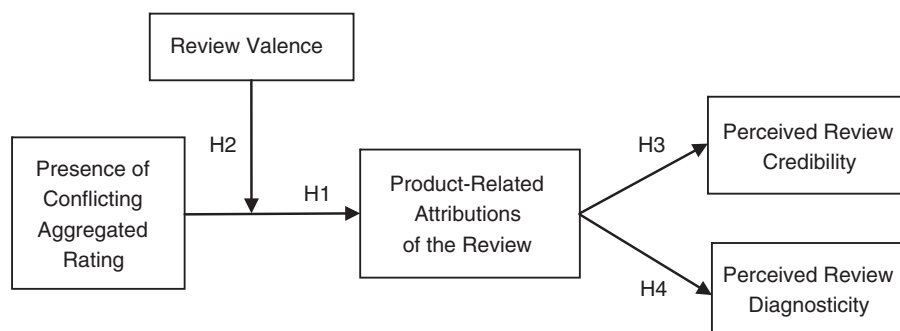 Review Valence
H2
Presence of
Conflicting
Aggregated
Rating
H1
Product-Related
Attributions
of the Review
H3
Perceived Review
Credibility
H4
Perceived Review
Diagnosticity